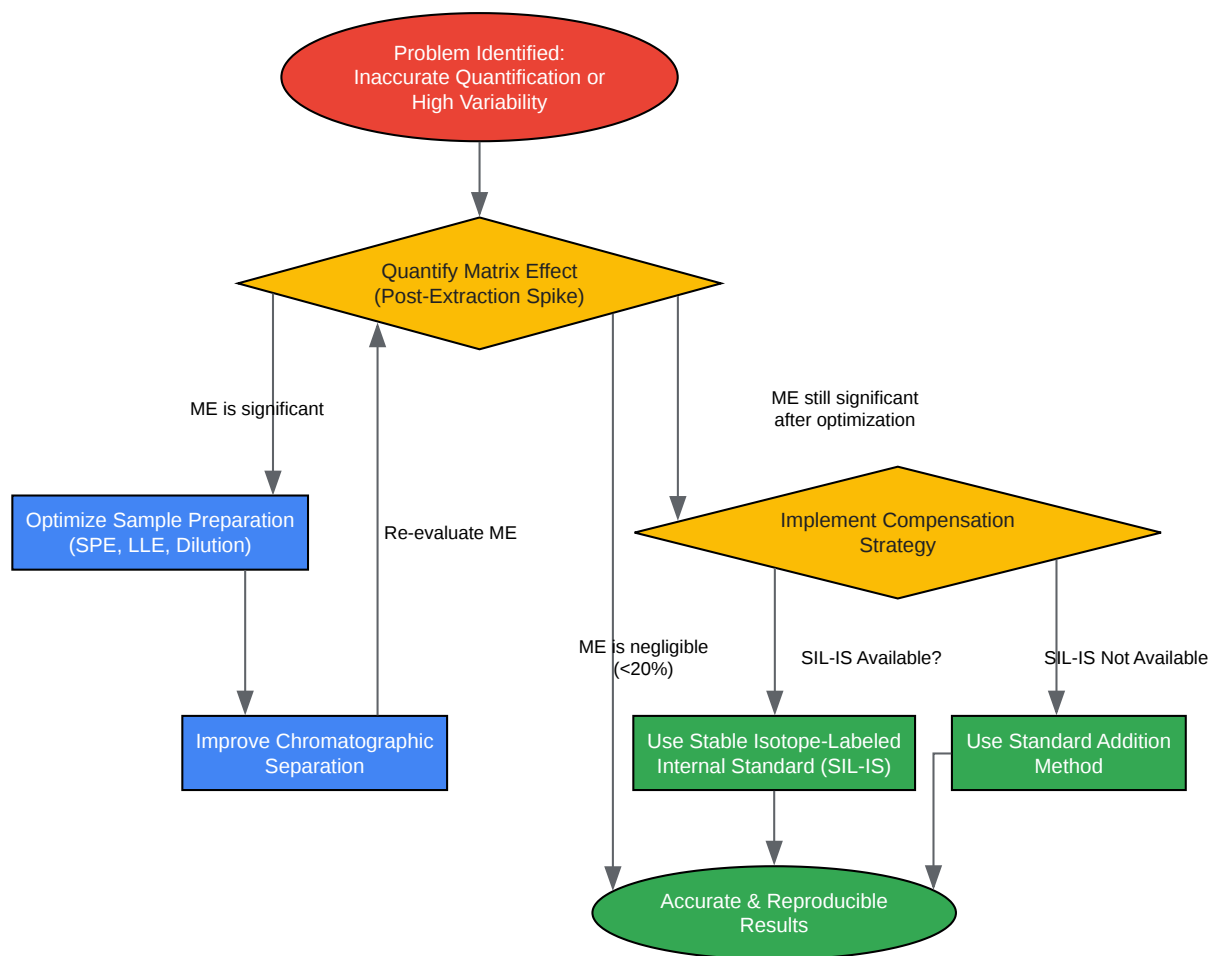 Problem Identified:
Inaccurate Quantification or
High Variability
Quantify Matrix Effect
(Post-Extraction Spike)
ME is significant
ME still significant
after optimization
Optimize Sample Preparation
(SPE, LLE, Dilution)
Re-evaluate ME
Implement Compensation
Strategy
ME is negligible
(<20%)
SIL-IS Available?
SIL-IS Not Available
Improve Chromatographic
Separation
Use Stable Isotope-Labeled
Internal Standard (SIL-IS)
Use Standard Addition
Method
Accurate & Reproducible
Results